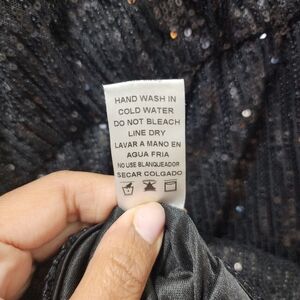 HAND WASH IN
COLD WATER
DO NOT BLEACH
LINE DRY
LAVAR A MANO EN
AGUA FRIA
NO USE BLANQUEADOR
SECAR COLGADO